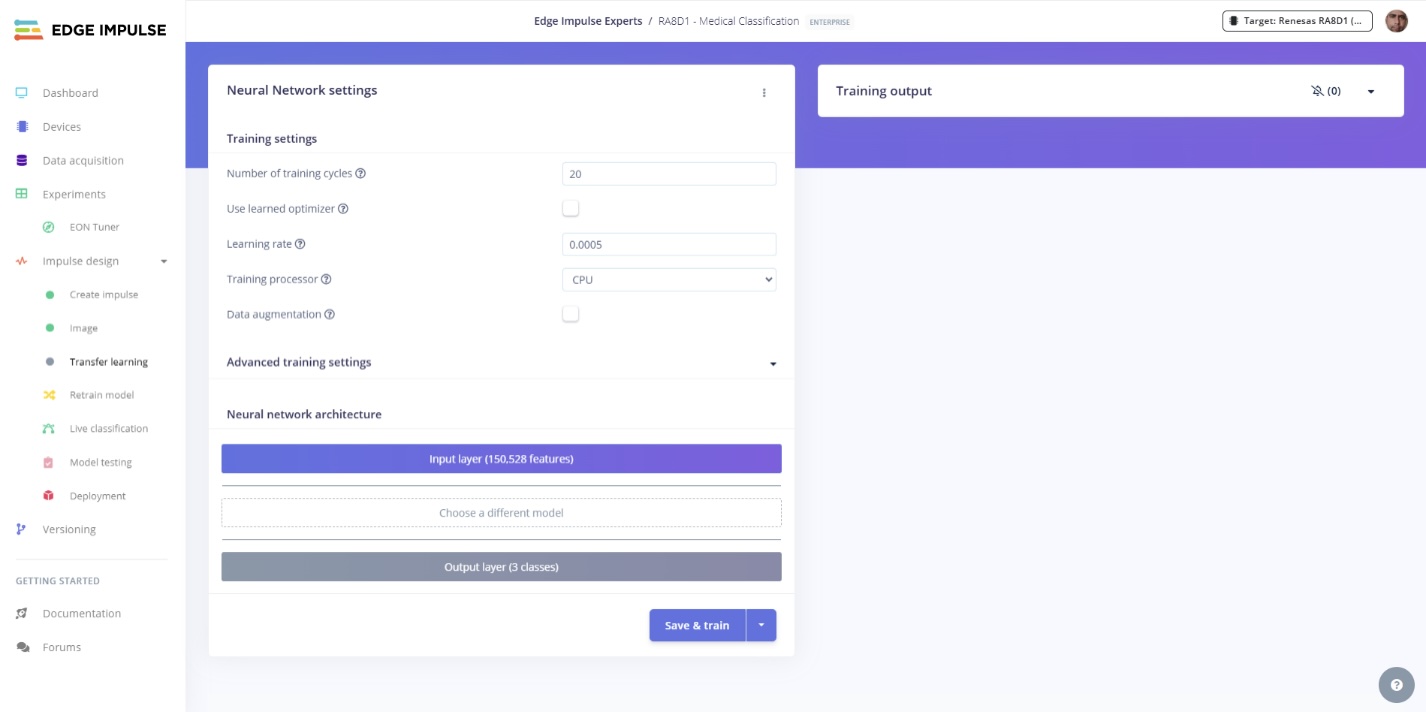 EDGE IMPULSE
Edge Impulse Experts / RA8D1 - Medical Classification ENTERPRISE
Target: Renesas RA8D1 (...
Dashboard
Devices
Data acquisition
Experiments
EON Tuner
Impulse design
Create impulse
Image
Transfer learning
Retrain model
Live classification
Model testing
Deployment
Versioning
GETTING STARTED
Documentation
Forums
Neural Network settings
Training settings
Number of training cycles 20
Use learned optimizer
Learning rate 0.0005
Training processor CPU
Data augmentation
Advanced training settings
Neural network architecture
Input layer (150,528 features)
Choose a different model
Output layer (3 classes)
Save & train
Training output (0)